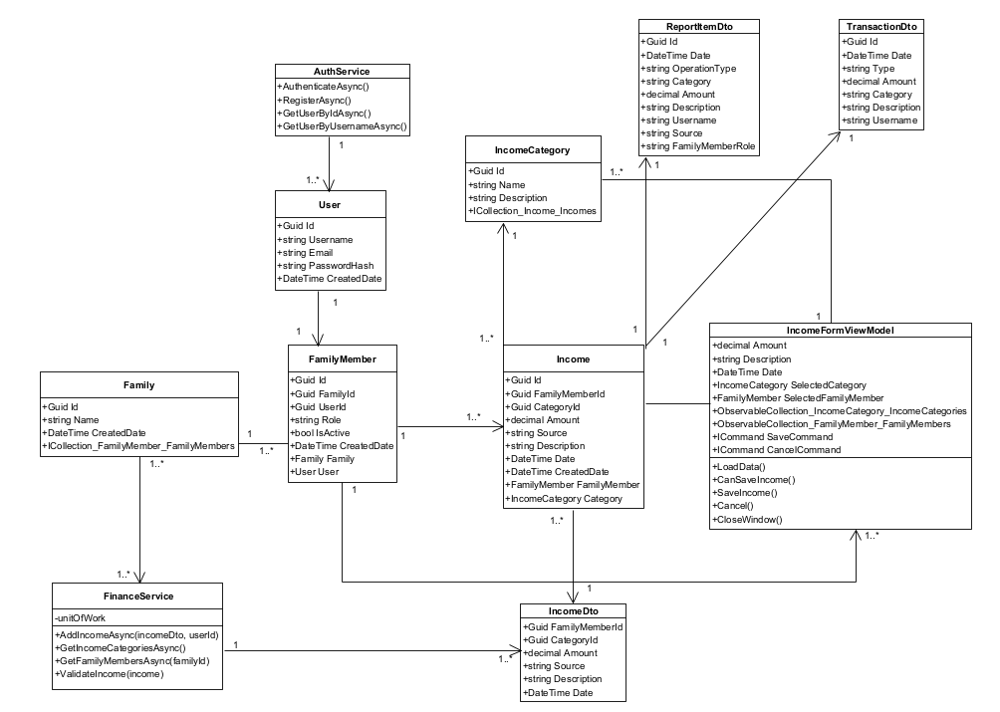 ReportItemDto
+Guid Id
+DateTime Date
+string OperationType
+string Category
+decimal Amount
+string Description
+string Username
+string Source
+string FamilyMemberRole
1
TransactionDto
+Guid Id
+DateTime Date
+string Type
+decimal Amount
+string Category
+string Description
+string Username
1
AuthService
+AuthenticateAsync()
+RegisterAsync()
+GetUserByIdAsync()
+GetUserByUsernameAsync()
1
1..*
IncomeCategory
+Guid Id
+string Name
+string Description
+ICollection_Income_Incomes
1..*
1
User
+Guid Id
+string Username
+string Email
+string PasswordHash
+DateTime CreatedDate
1
1
1..*
1
1
1
FamilyMember
+Guid Id
+Guid FamilyId
+Guid UserId
+string Role
+bool IsActive
+DateTime CreatedDate
+Family Family
+User User
1
1..*
1
Income
+Guid Id
+Guid FamilyMemberId
+Guid CategoryId
+decimal Amount
+string Source
+string Description
+DateTime Date
+DateTime CreatedDate
+FamilyMember FamilyMember
+IncomeCategory Category
1..*
1
IncomeFormViewModel
+decimal Amount
+string Description
+DateTime Date
+IncomeCategory SelectedCategory
+FamilyMember SelectedFamilyMember
+ObservableCollection_IncomeCategory_IncomeCategories
+ObservableCollection_FamilyMember_FamilyMembers
+ICommand SaveCommand
+ICommand CancelCommand
+LoadData()
+CanSaveIncome()
+SaveIncome()
+Cancel()
+CloseWindow()
1..*
Family
+Guid Id
+string Name
+DateTime CreatedDate
+ICollection_FamilyMember_FamilyMembers
1
1..*
1..*
1..*
FinanceService
-unitOfWork
+AddIncomeAsync(incomeDto, userId)
+GetIncomeCategoriesAsync()
+GetFamilyMembersAsync(familyId)
+ValidateIncome(income)
1
1..*
IncomeDto
+Guid FamilyMemberId
+Guid CategoryId
+decimal Amount
+string Source
+string Description
+DateTime Date